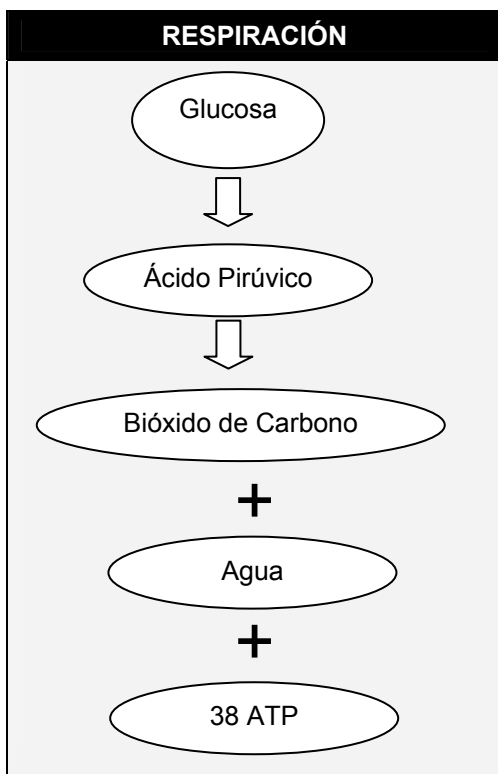 RESPIRACIÓN
Glucosa
Ácido Pirúvico
Bióxido de Carbono
+
Agua
+
38 ATP